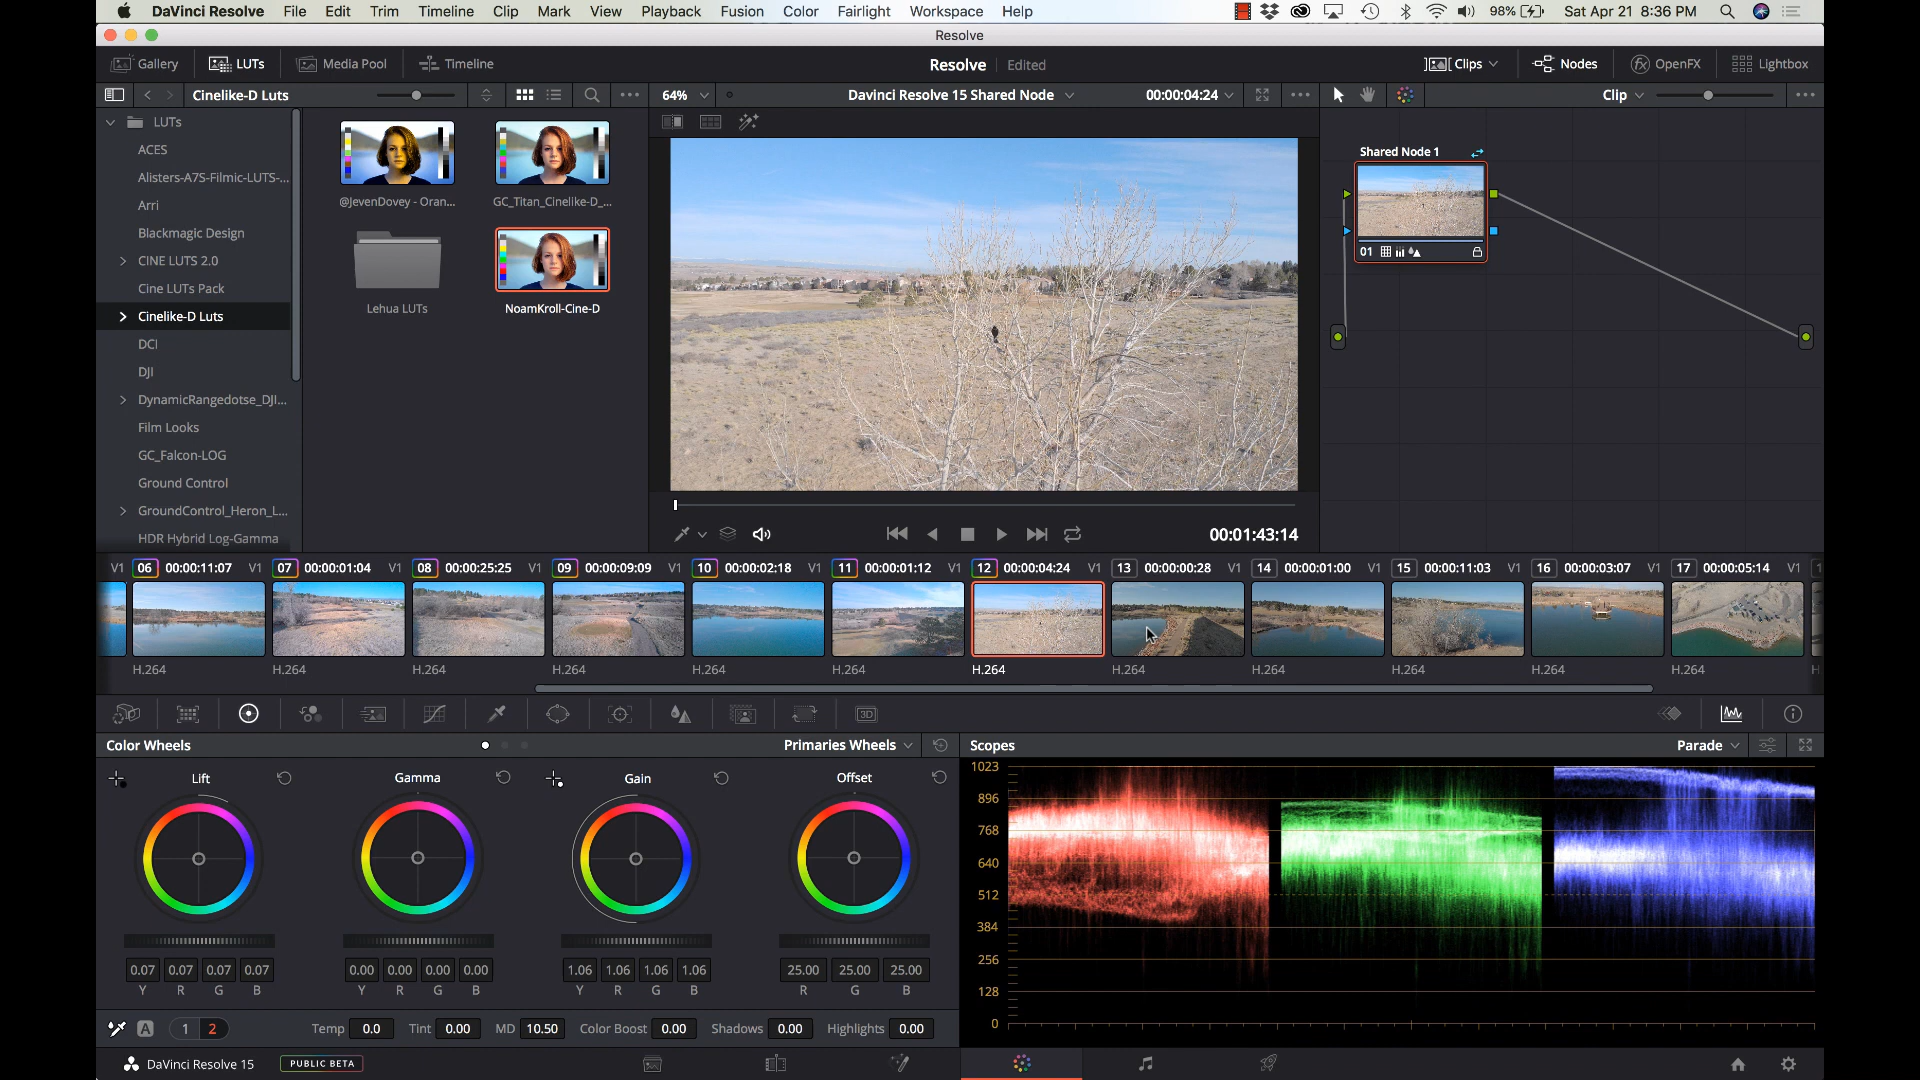 DaVinci Resolve File Edit Trim Timeline Clip Mark View Playback Fusion Color Fairlight Workspace Help 98% Sat Apr 21 8:36 PM
Resolve
Gallery LUTs Media Pool Timeline Resolve Edited Clips Nodes fx OpenFX Lightbox
Cinelike-D Luts 64% Davinci Resolve 15 Shared Node 00:00:04:24 Clip
LUTs
ACES
Alisters-A7S-Filmic-LUTS-...
Arri
Blackmagic Design
CINE LUTS 2.0
Cine LUTs Pack
Cinelike-D Luts
DCI
DJI
DynamicRangedotse_DJI...
Film Looks
GC_Falcon-LOG
Ground Control
GroundControl_Heron_L...
HDR Hybrid Log-Gamma
@JevenDovey - Oran... GC_Titan_Cinelike-D_...
Lehua LUTs NoamKroll-Cine-D
Shared Node 1
01
00:01:43:14
V1 06 00:00:11:07 V1 07 00:00:01:04 V1 08 00:00:25:25 V1 09 00:00:09:09 V1 10 00:00:02:18 V1 11 00:00:01:12 V1 12 00:00:04:24 V1 13 00:00:00:28 V1 14 00:00:01:00 V1 15 00:00:11:03 V1 16 00:00:03:07 V1 17 00:00:05:14 V1
H.264 H.264 H.264 H.264 H.264 H.264 H.264 H.264 H.264 H.264 H.264 H.264
3D
Color Wheels Primaries Wheels Scopes Parade
Lift Gamma Gain Offset
0.07 0.07 0.07 0.07 0.00 0.00 0.00 0.00 1.06 1.06 1.06 1.06 25.00 25.00 25.00
Y R G B Y R G B Y R G B R G B
A 1 2 Temp 0.0 Tint 0.00 MD 10.50 Color Boost 0.00 Shadows 0.00 Highlights 0.00
1023
896
768
640
512
384
256
128
0
DaVinci Resolve 15 PUBLIC BETA